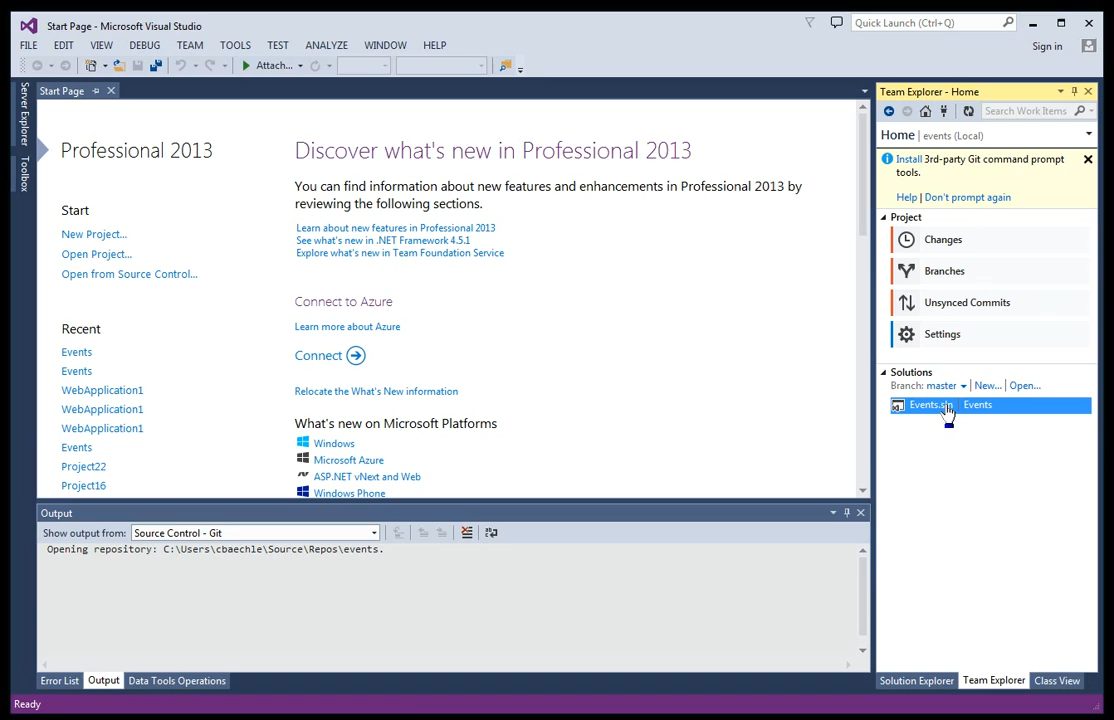 Start Page - Microsoft Visual Studio
Quick Launch (Ctrl+Q)
FILE EDIT VIEW DEBUG TEAM TOOLS TEST ANALYZE WINDOW HELP
Sign in
Attach...
Server Explorer
Toolbox
Start Page
Professional 2013
Start
New Project...
Open Project...
Open from Source Control...
Recent
Events
Events
WebApplication1
WebApplication1
WebApplication1
Events
Project22
Project16
Discover what's new in Professional 2013
You can find information about new features and enhancements in Professional 2013 by
reviewing the following sections.
Learn about new features in Professional 2013
See what's new in .NET Framework 4.5.1
Explore what's new in Team Foundation Service
Connect to Azure
Learn more about Azure
Connect
Relocate the What's New information
What's new on Microsoft Platforms
Windows
Microsoft Azure
ASP.NET vNext and Web
Windows Phone
Team Explorer - Home
Search Work Items
Home | events (Local)
Install 3rd-party Git command prompt
tools.
Help | Don't prompt again
Project
Changes
Branches
Unsynced Commits
Settings
Solutions
Branch: master | New... | Open...
Events.sln | Events
Output
Show output from: Source Control - Git
Opening repository: C:\Users\cbaechle\Source\Repos\events.
Error List Output Data Tools Operations
Solution Explorer Team Explorer Class View
Ready